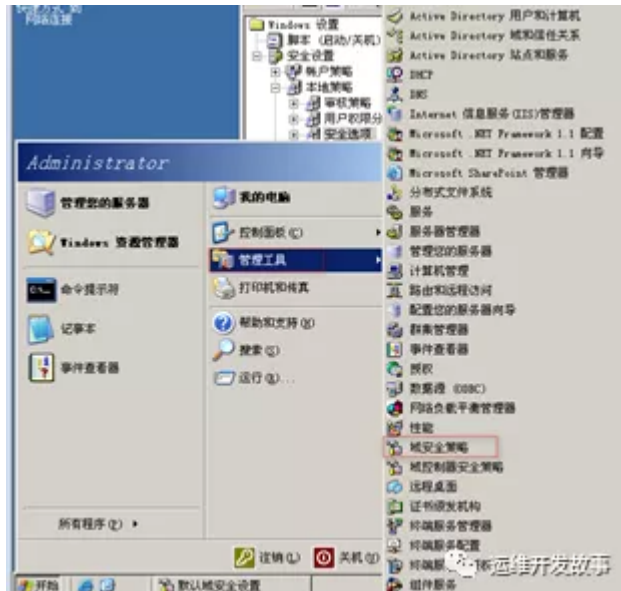 网络连接
Windows 设置
脚本 (启动/关机)
安全设置
帐户策略
本地策略
审核策略
用户权限分
安全选项
Administrator
管理您的服务器
Windows 资源管理器
命令提示符
记事本
事件查看器
所有程序(P)
我的电脑
控制面板(C)
管理工具
打印机和传真
帮助和支持(H)
搜索(S)
运行(R)...
注销(L)
关机(U)
Active Directory 用户和计算机
Active Directory 域和信任关系
Active Directory 站点和服务
DHCP
DNS
Internet 信息服务(IIS)管理器
Microsoft .NET Framework 1.1 配置
Microsoft .NET Framework 1.1 向导
Microsoft SharePoint 管理器
分布式文件系统
服务
服务器管理器
管理您的服务器
计算机管理
路由和远程访问
配置您的服务器向导
群集管理器
事件查看器
授权
数据源 (ODBC)
网络负载平衡管理器
性能
域安全策略
域控制器安全策略
远程桌面
证书颁发机构
终端服务管理器
终端服务配置
终端服务
组件服务
运维开发故事
开始
默认域安全设置